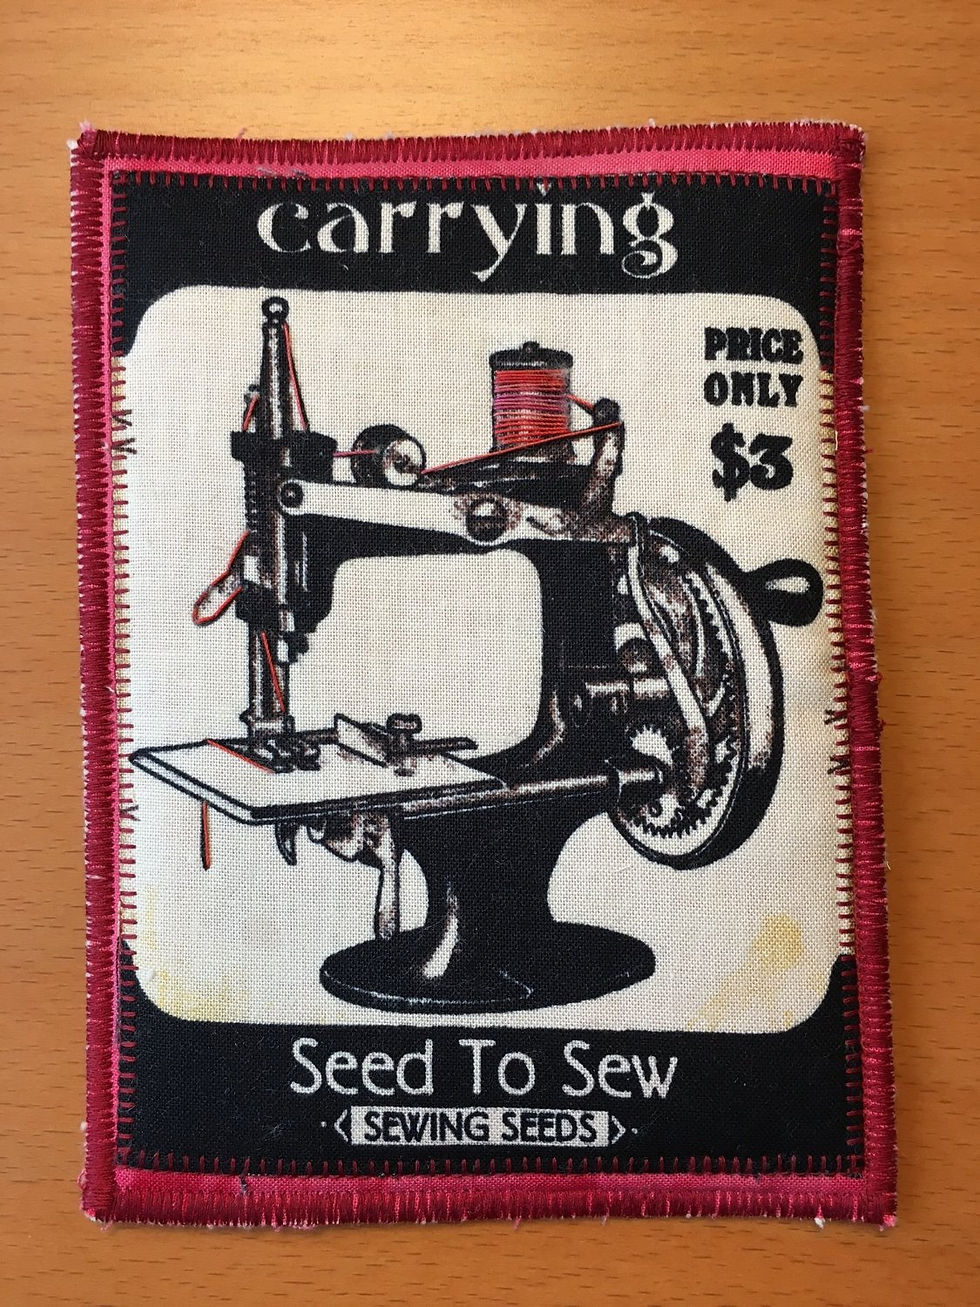 carrying
PRICE
ONLY
$3
Seed To Sew
SEWING SEEDS